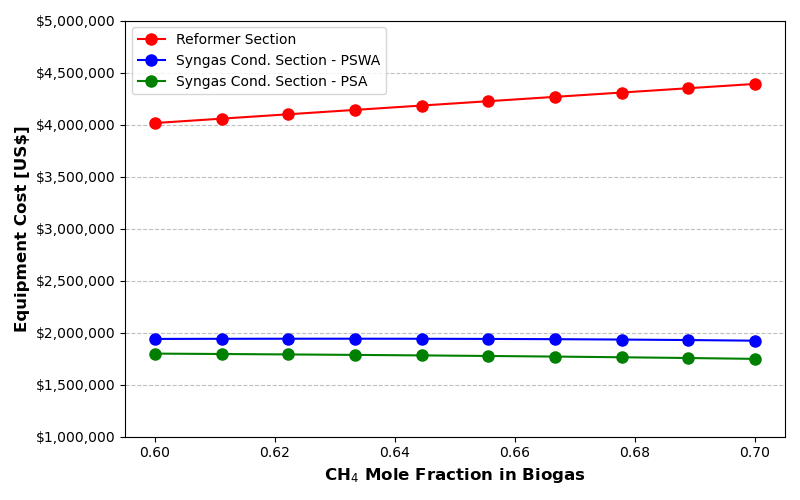 $5,000,000
$4,500,000
$4,000,000
$3,500,000
$3,000,000
$2,500,000
$2,000,000
$1,500,000
$1,000,000
Equipment Cost [US$]
Reformer Section
Syngas Cond. Section - PSWA
Syngas Cond. Section - PSA
0.60 0.62 0.64 0.66 0.68 0.70
CH₄ Mole Fraction in Biogas